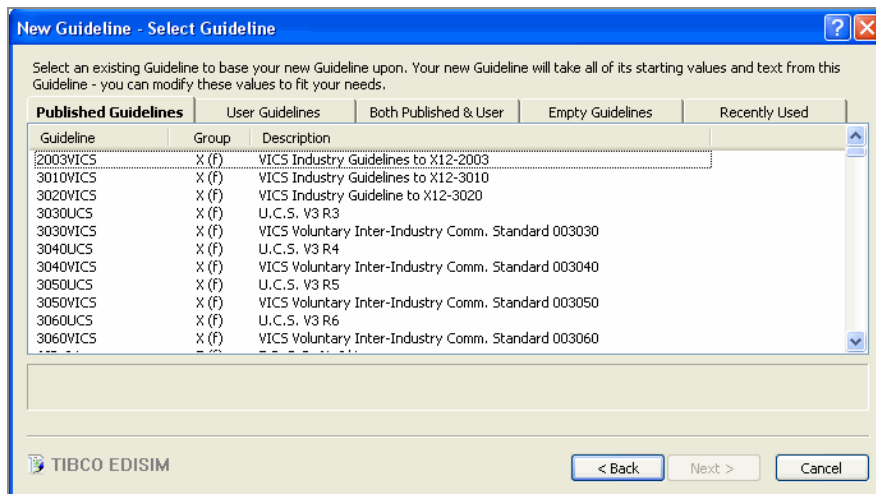 New Guideline - Select Guideline
Select an existing Guideline to base your new Guideline upon. Your new Guideline will take all of its starting values and text from this
Guideline - you can modify these values to fit your needs.
Published Guidelines User Guidelines Both Published & User Empty Guidelines Recently Used
Guideline Group Description
2003VICS X (f) VICS Industry Guidelines to X12-2003
3010VICS X (f) VICS Industry Guidelines to X12-3010
3020VICS X (f) VICS Industry Guideline to X12-3020
3030UCS X (f) U.C.S. V3 R3
3030VICS X (f) VICS Voluntary Inter-Industry Comm. Standard 003030
3040UCS X (f) U.C.S. V3 R4
3040VICS X (f) VICS Voluntary Inter-Industry Comm. Standard 003040
3050UCS X (f) U.C.S. V3 R5
3050VICS X (f) VICS Voluntary Inter-Industry Comm. Standard 003050
3060UCS X (f) U.C.S. V3 R6
3060VICS X (f) VICS Voluntary Inter-Industry Comm. Standard 003060
TIBCO EDISIM < Back Next > Cancel